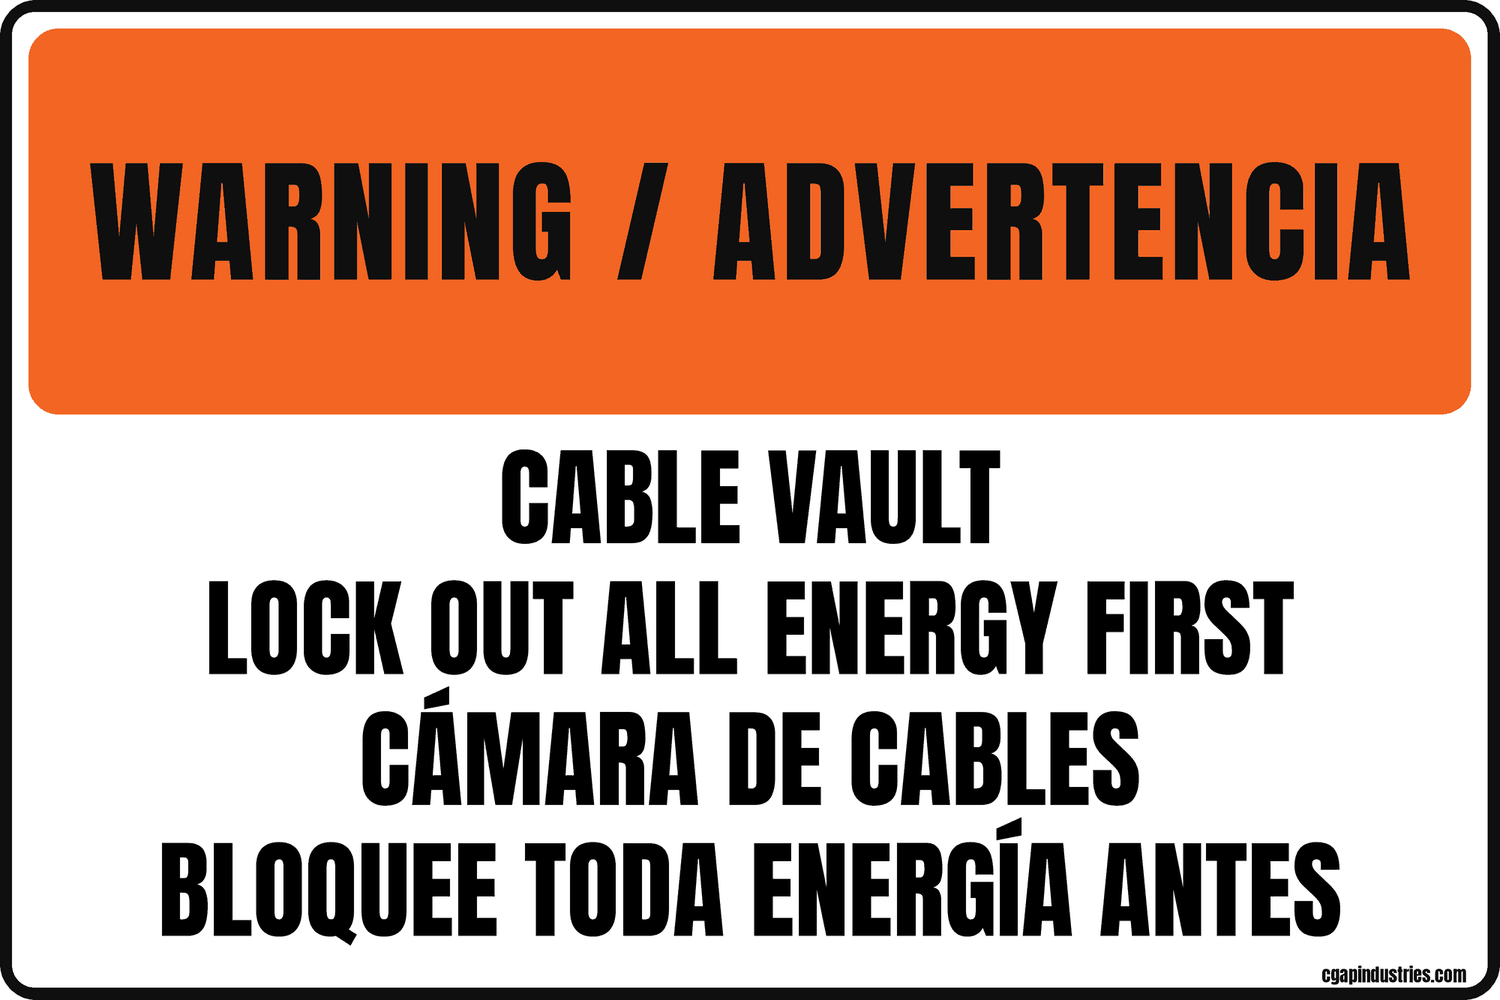 WARNING / ADVERTENCIA
CABLE VAULT
LOCK OUT ALL ENERGY FIRST
CÁMARA DE CABLES
BLOQUEE TODA ENERGÍA ANTES
cgapindustries.com